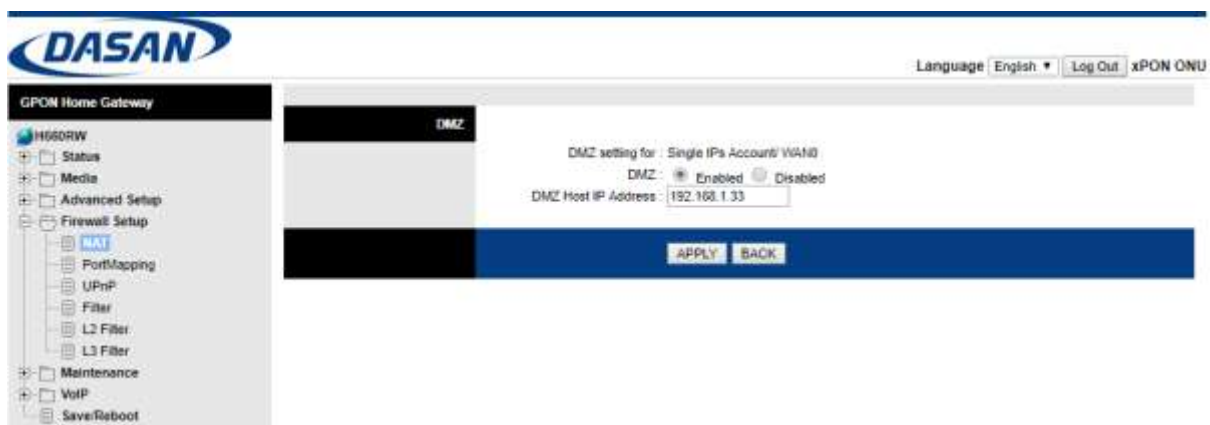 DASAN
Language English Log Out xPON ONU
GPON Home Gateway
H660RW
Status
Media
Advanced Setup
Firewall Setup
NAT
PortMapping
UPnP
Filter
L2 Filter
L3 Filter
Maintenance
VoIP
Save/Reboot
DMZ
DMZ setting for : Single IPs Account/ WAN0
DMZ : Enabled Disabled
DMZ Host IP Address : 192.168.1.33
APPLY BACK